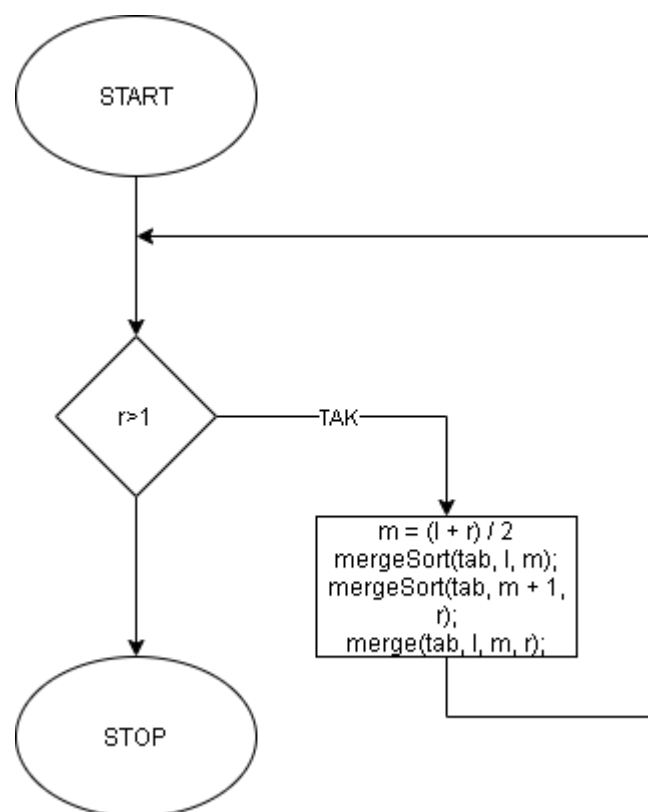 START
r>1
TAK
m = (l + r) / 2
mergeSort(tab, l, m);
mergeSort(tab, m + 1,
r);
merge(tab, l, m, r);
STOP